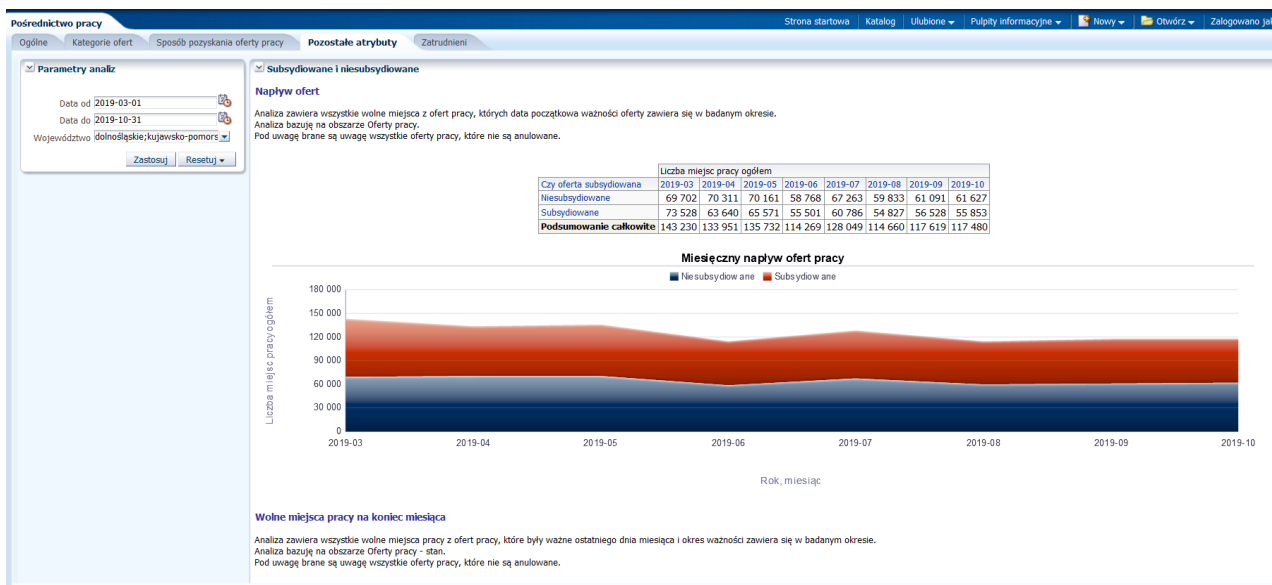 Pośrednictwo pracy
Strona startowa Katalog Ulubione Pulpity informacyjne Nowy Otwórz Zalogowano jak
Ogólne Kategorie ofert Sposób pozyskania oferty pracy Pozostałe atrybuty Zatrudnieni
Parametry analiz
Data od 2019-03-01
Data do 2019-10-31
Województwo dolnośląskie;kujawsko-pomors
Zastosuj Resetuj
Subsydiowane i niesubsydiowane
Napływ ofert
Analiza zawiera wszystkie wolne miejsca z ofert pracy, których data początkowa ważności oferty zawiera się w badanym okresie.
Analiza bazuję na obszarze Oferty pracy.
Pod uwagę brane są uwagę wszystkie oferty pracy, które nie są anulowane.
Liczba miejsc pracy ogółem
Czy oferta subsydiowana 2019-03 2019-04 2019-05 2019-06 2019-07 2019-08 2019-09 2019-10
Niesubsydiowane 69 702 70 311 70 161 58 768 67 263 59 833 61 091 61 627
Subsydiowane 73 528 63 640 65 571 55 501 60 786 54 827 56 528 55 853
Podsumowanie całkowite 143 230 133 951 135 732 114 269 128 049 114 660 117 619 117 480
Miesięczny napływ ofert pracy
Niesubsydiowane Subsydiowane
Liczba miejsc pracy ogółem
180 000
150 000
120 000
90 000
60 000
30 000
0
2019-03 2019-04 2019-05 2019-06 2019-07 2019-08 2019-09 2019-10
Rok, miesiąc
Wolne miejsca pracy na koniec miesiąca
Analiza zawiera wszystkie wolne miejsca pracy z ofert pracy, które były ważne ostatniego dnia miesiąca i okres ważności zawiera się w badanym okresie.
Analiza bazuję na obszarze Oferty pracy - stan.
Pod uwagę brane są uwagę wszystkie oferty pracy, które nie są anulowane.